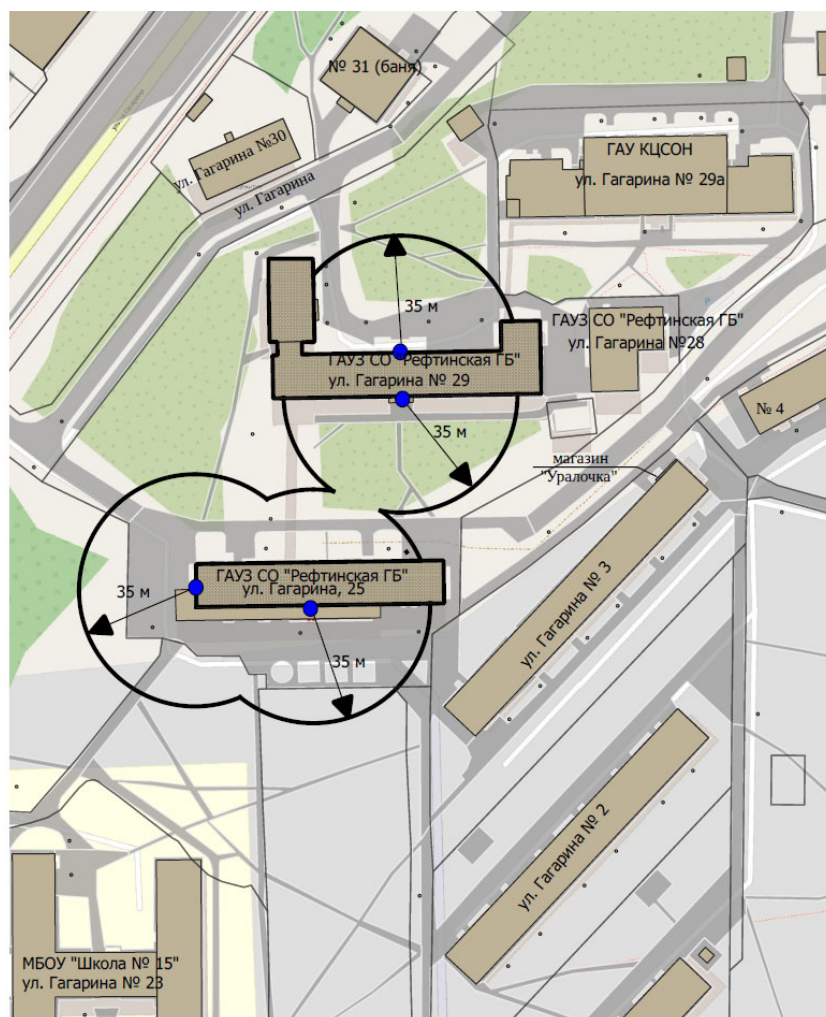 № 31 (баня)
ул. Гагарина №30
ул. Гагарина
ГАУ КЦСОН
ул. Гагарина № 29а
35 м
ГАУЗ СО "Рефтинская ГБ"
ул. Гагарина №28
ГАУЗ СО "Рефтинская ГБ"
ул. Гагарина № 29
№ 4
35 м
магазин
"Уралочка"
ГАУЗ СО "Рефтинская ГБ"
ул. Гагарина, 25
35 м
ул. Гагарина № 3
35 м
ул. Гагарина № 2
МБОУ "Школа № 15"
ул. Гагарина № 23